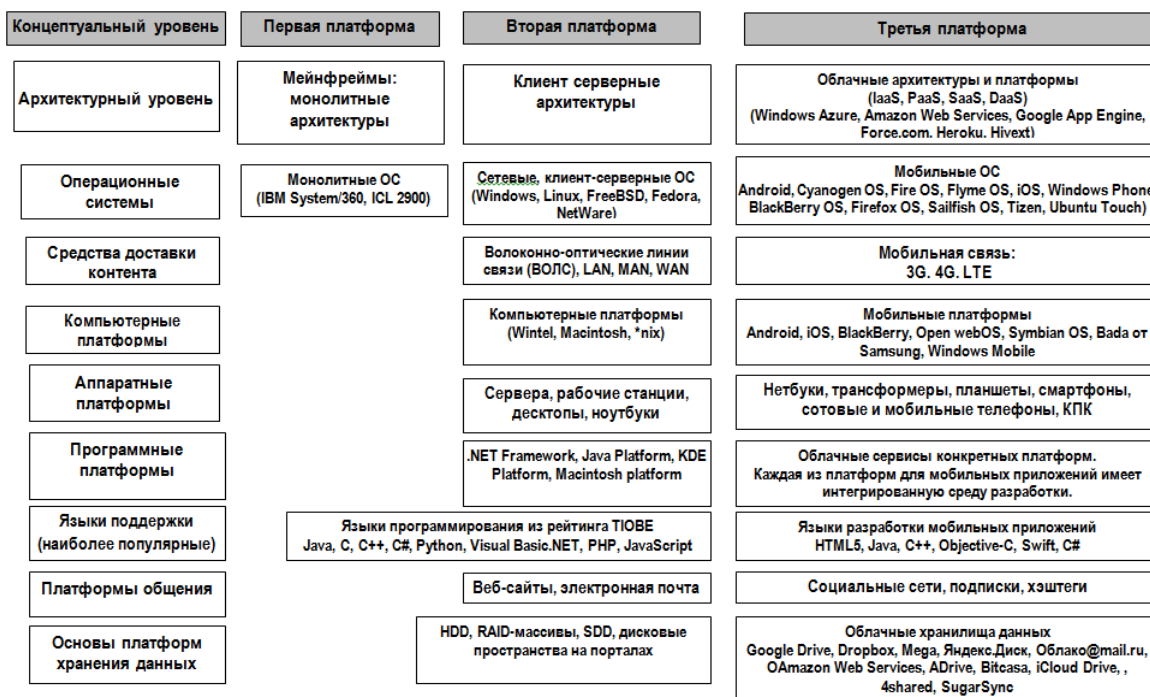 Концептуальный уровень
Первая платформа
Вторая платформа
Третья платформа
Архитектурный уровень
Мейнфреймы:
монолитные
архитектуры
Клиент серверные
архитектуры
Облачные архитектуры и платформы
(IaaS, PaaS, SaaS, DaaS)
(Windows Azure, Amazon Web Services, Google App Engine,
Force.com, Heroku, Hivext)
Операционные
системы
Монолитные ОС
(IBM System/360, ICL 2900)
Сетевые, клиент-серверные ОС
(Windows, Linux, FreeBSD, Fedora,
NetWare)
Мобильные ОС
Android, Cyanogen OS, Fire OS, Flyme OS, iOS, Windows Phone
BlackBerry OS, Firefox OS, Sailfish OS, Tizen, Ubuntu Touch)
Средства доставки
контента
Волоконно-оптические линии
связи (ВОЛС), LAN, MAN, WAN
Мобильная связь:
3G. 4G. LTE
Компьютерные
платформы
Компьютерные платформы
(Wintel, Macintosh, *nix)
Мобильные платформы
Android, iOS, BlackBerry, Open webOS, Symbian OS, Bada от
Samsung, Windows Mobile
Аппаратные
платформы
Сервера, рабочие станции,
десктопы, ноутбуки
Нетбуки, трансформеры, планшеты, смартфоны,
сотовые и мобильные телефоны, КПК
Программные
платформы
.NET Framework, Java Platform, KDE
Platform, Macintosh platform
Облачные сервисы конкретных платформ.
Каждая из платформ для мобильных приложений имеет
интегрированную среду разработки.
Языки поддержки
(наиболее популярные)
Языки программирования из рейтинга TIOBE
Java, C, C++, C#, Python, Visual Basic.NET, PHP, JavaScript
Языки разработки мобильных приложений
HTML5, Java, C++, Objective-C, Swift, C#
Платформы общения
Веб-сайты, электронная почта
Социальные сети, подписки, хэштеги
Основы платформ
хранения данных
HDD, RAID-массивы, SDD, дисковые
пространства на порталах
Облачные хранилища данных
Google Drive, Dropbox, Mega, Яндекс.Диск, Облако@mail.ru,
OAmazon Web Services, ADrive, Bitcasa, iCloud Drive, ,
4shared, SugarSync